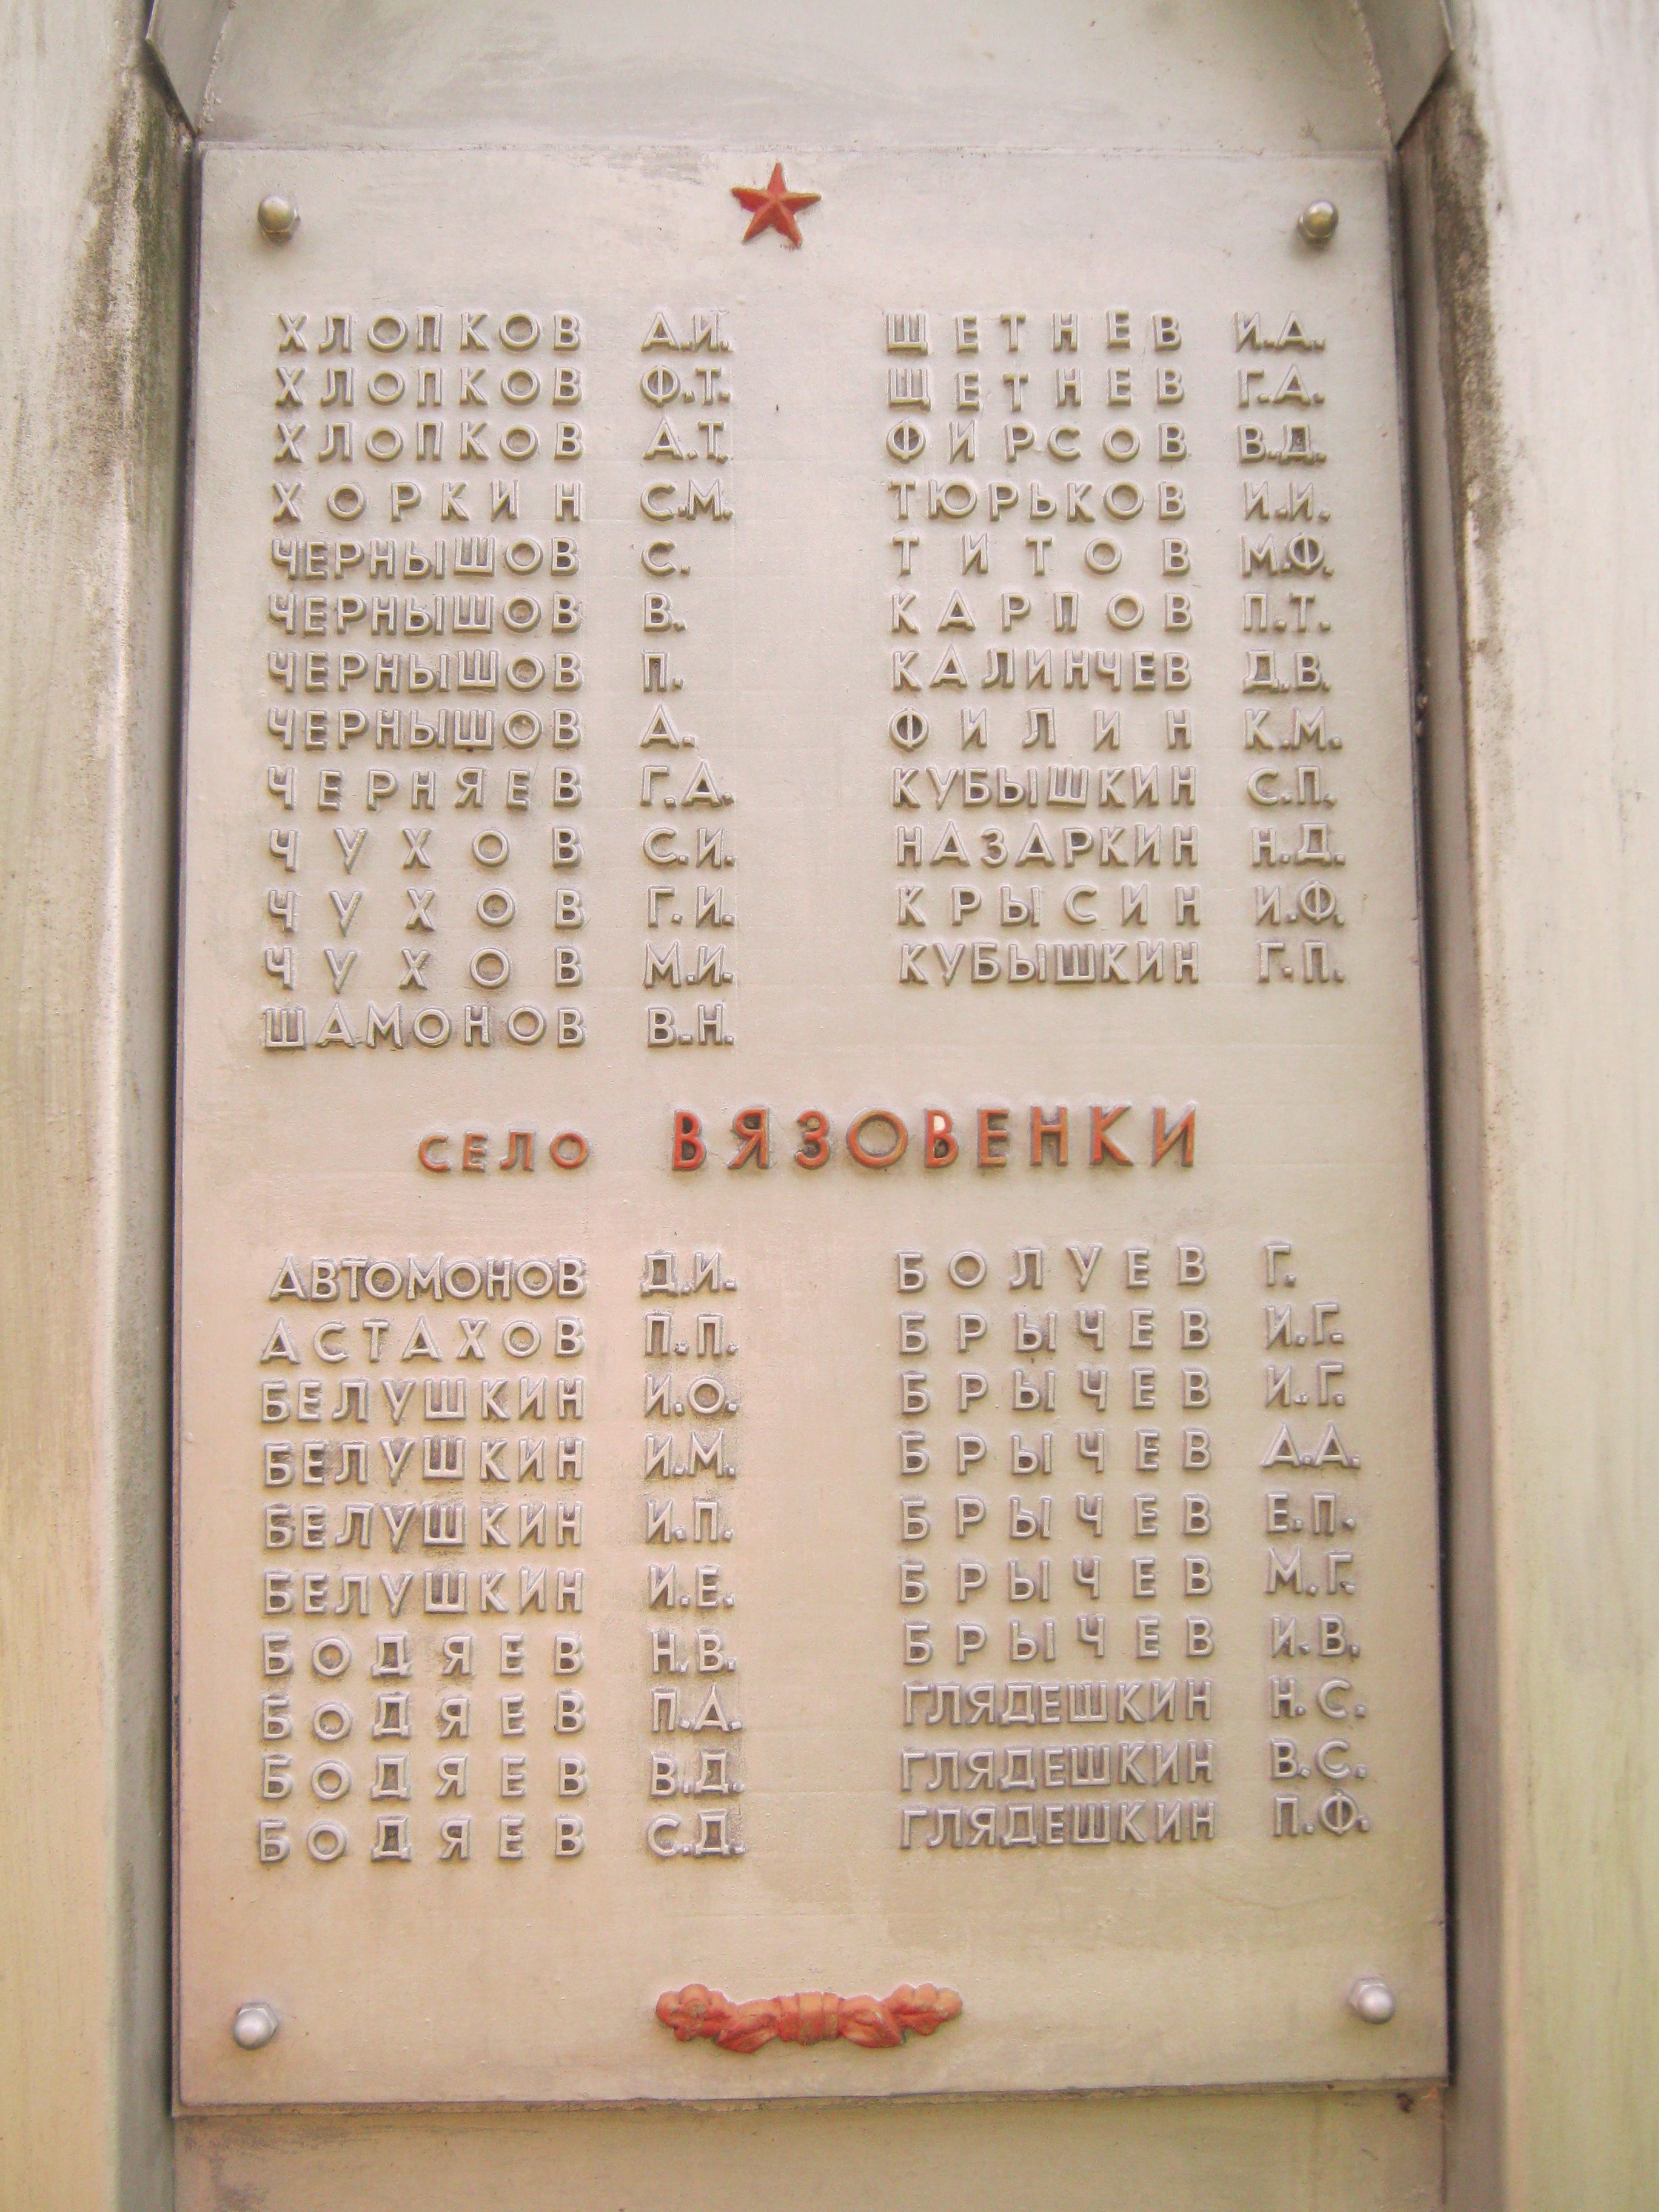 ХЛОПКОВ А.И.
ХЛОПКОВ Ф.Т.
ХЛОПКОВ А.Т.
ХОРКИН С.М.
ЧЕРНЫШОВ С.
ЧЕРНЫШОВ В.
ЧЕРНЫШОВ П.
ЧЕРНЫШОВ А.
ЧЕРНЯЕВ Г.А.
ЧУХОВ С.И.
ЧУХОВ Г.И.
ЧУХОВ М.И.
ШАМОНОВ В.Н.
ЩЕТНЕВ И.А.
ЩЕТНЕВ Г.А.
ФИРСОВ В.Д.
ТЮРЬКОВ И.И.
ТИТОВ М.Ф.
КАРПОВ П.Т.
КАЛИНЧЕВ Д.В.
ФИЛИН К.М.
КУБЫШКИН С.П.
НАЗАРКИН Н.Д.
КРЫСИН И.Ф.
КУБЫШКИН Г.П.
СЕЛО ВЯЗОВЕНКИ
АВТОМОНОВ Д.И.
АСТАХОВ П.П.
БЕЛУШКИН И.О.
БЕЛУШКИН И.М.
БЕЛУШКИН И.П.
БЕЛУШКИН И.Е.
БОДЯЕВ Н.В.
БОДЯЕВ П.А.
БОДЯЕВ В.Д.
БОДЯЕВ С.Д.
БОЛУЕВ Г.
БРЫЧЕВ И.Г.
БРЫЧЕВ И.Г.
БРЫЧЕВ А.А.
БРЫЧЕВ Е.П.
БРЫЧЕВ М.Г.
БРЫЧЕВ И.В.
ГЛЯДЕШКИН Н.С.
ГЛЯДЕШКИН В.С.
ГЛЯДЕШКИН П.Ф.